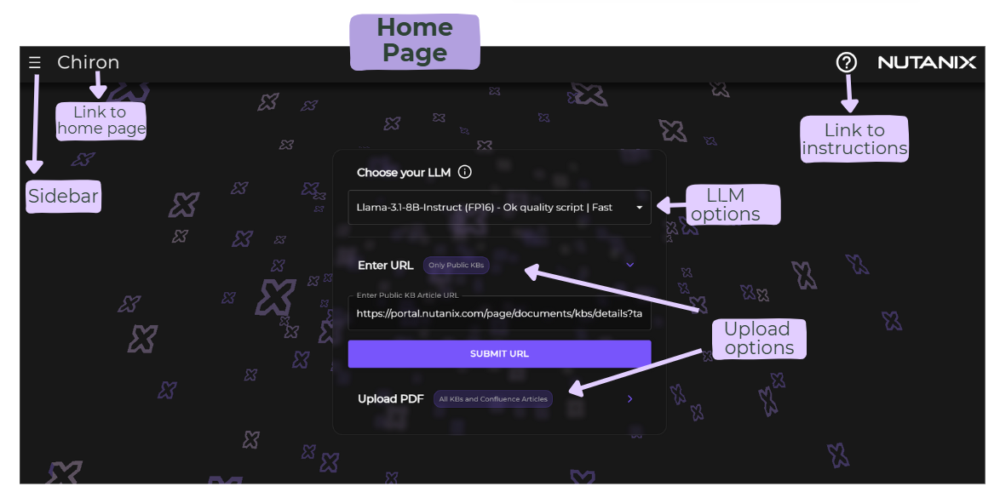 Home
Page
Chiron
NUTANIX
Link to
home page
Link to
instructions
Sidebar
Choose your LLM
Llama-3.1-8B-Instruct (FP16) - Ok quality script | Fast
LLM
options
Enter URL
Only Public KBs
Enter Public KB Article URL
https://portal.nutanix.com/page/documents/kbs/details?ta
Upload
options
SUBMIT URL
Upload PDF
All KBs and Confluence Articles